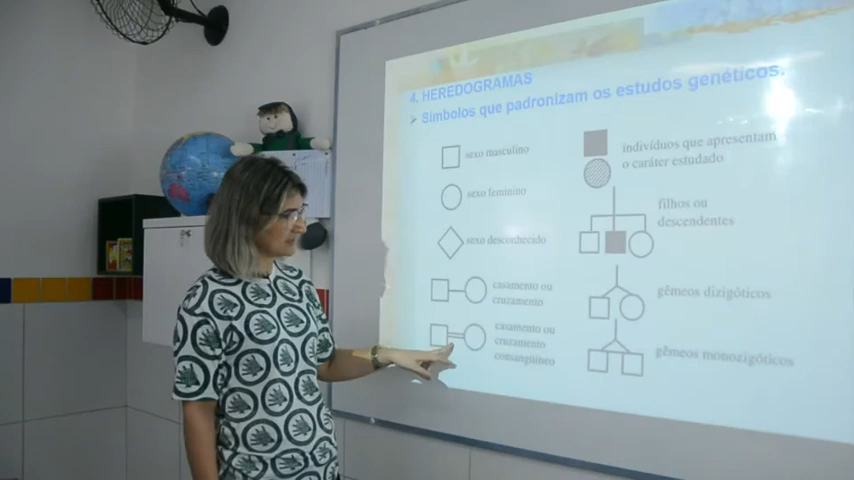 4. HEREDOGRAMAS
➢ Símbolos que padronizam os estudos genéticos.
sexo masculino
sexo feminino
sexo desconhecido
casamento ou
cruzamento
casamento ou
cruzamento
consangüíneo
indivíduos que apresentam
o caráter estudado
filhos ou
descendentes
gêmeos dizigóticos
gêmeos monozigóticos